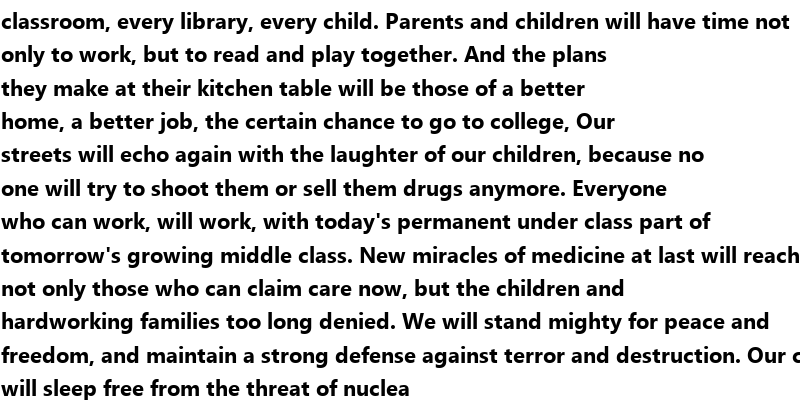 classroom, every library, every child. Parents and children will have time not
only to work, but to read and play together. And the plans
they make at their kitchen table will be those of a better
home, a better job, the certain chance to go to college, Our
streets will echo again with the laughter of our children, because no
one will try to shoot them or sell them drugs anymore. Everyone
who can work, will work, with today's permanent under class part of
tomorrow's growing middle class. New miracles of medicine at last will reach
not only those who can claim care now, but the children and
hardworking families too long denied. We will stand mighty for peace and
freedom, and maintain a strong defense against terror and destruction. Our
will sleep free from the threat of nuclea